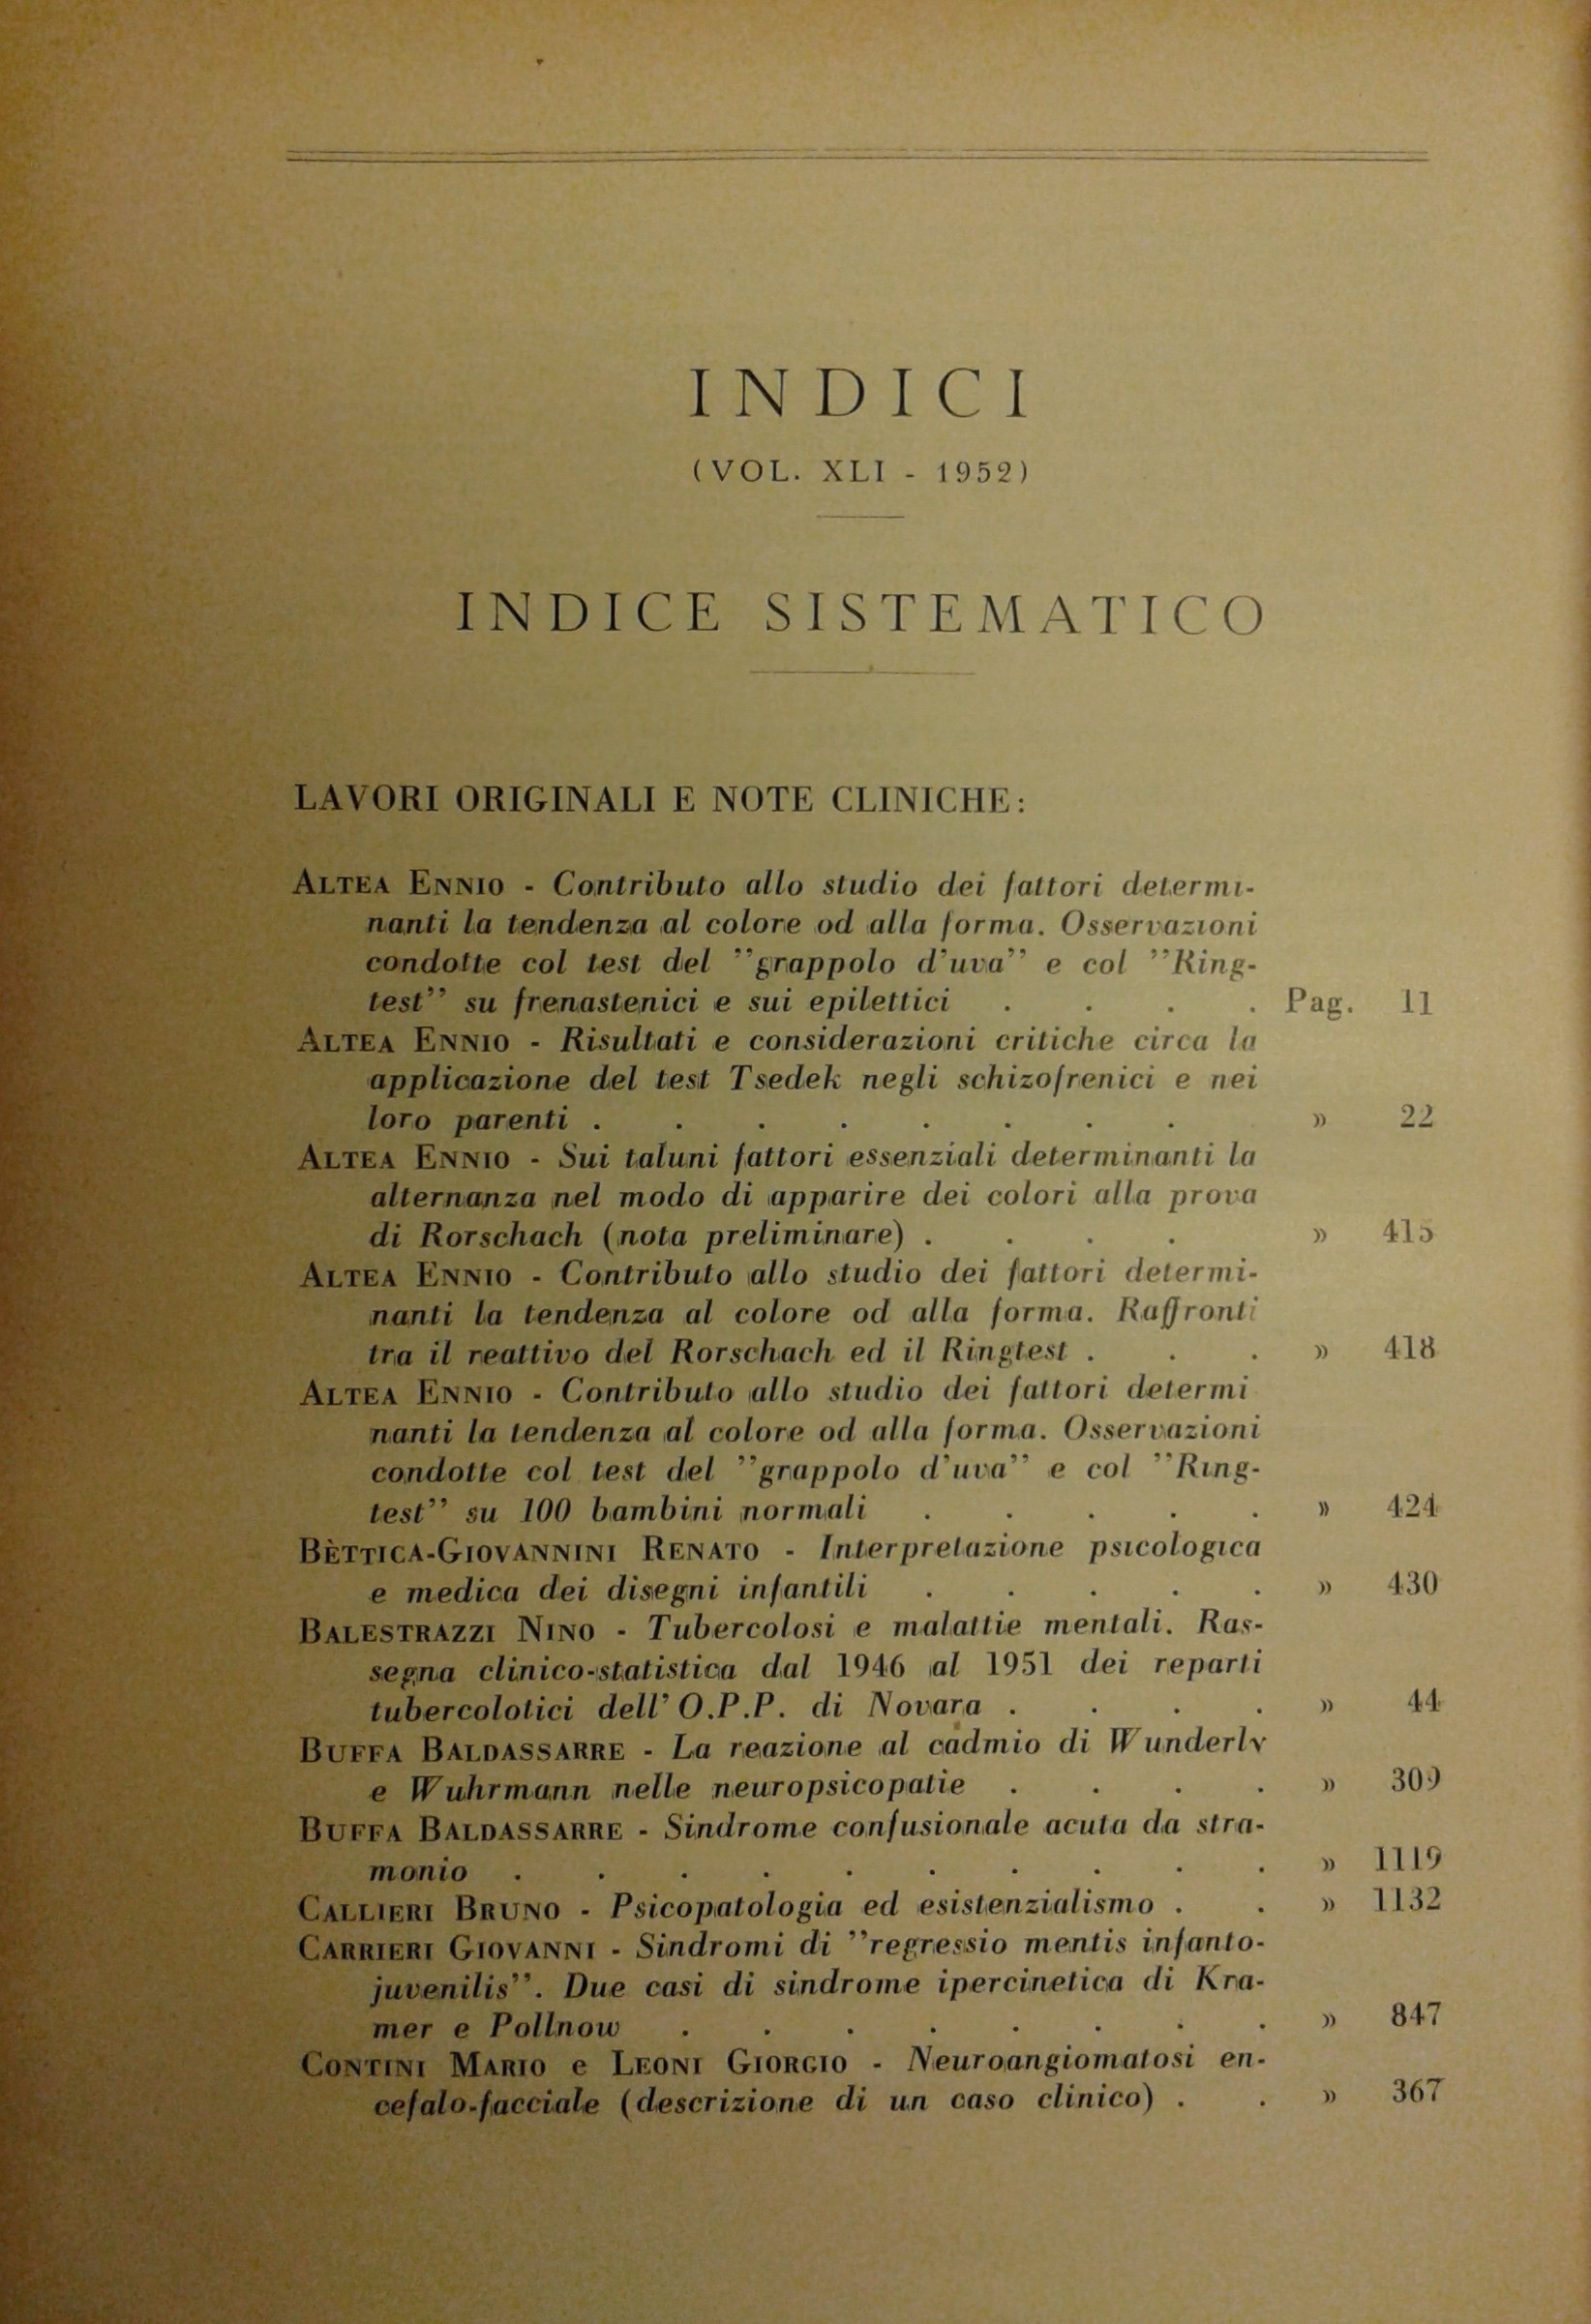 INDICI
(VOL. XLI - 1952)
INDICE SISTEMATICO
LAVORI ORIGINALI E NOTE CLINICHE:
ALTEA ENNIO - Contributo allo studio dei fattori determi-
nanti la tendenza al colore od alla forma. Osservazioni
condotte col test del "grappolo d'uva" e col "Ring-
test" su frenastenici e sui epilettici . . . . Pag. 11
ALTEA ENNIO - Risultati e considerazioni critiche circa la
applicazione del test Tsedek negli schizofrenici e nei
loro parenti . . . . . . . . » 22
ALTEA ENNIO - Sui taluni fattori essenziali determinanti la
alternanza nel modo di apparire dei colori alla prova
di Rorschach (nota preliminare) . . . . » 415
ALTEA ENNIO - Contributo allo studio dei fattori determi-
nanti la tendenza al colore od alla forma. Raffronti
tra il reattivo del Rorschach ed il Ringtest . . . » 418
ALTEA ENNIO - Contributo allo studio dei fattori determi
nanti la tendenza al colore od alla forma. Osservazioni
condotte col test del "grappolo d'uva" e col "Ring-
test" su 100 bambini normali . . . . . » 424
BÈTTICA-GIOVANNINI RENATO - Interpretazione psicologica
e medica dei disegni infantili . . . . . » 430
BALESTRAZZI NINO - Tubercolosi e malattie mentali. Ras-
segna clinico-statistica dal 1946 al 1951 dei reparti
tubercolotici dell' O.P.P. di Novara . . . . » 44
BUFFA BALDASSARRE - La reazione al cadmio di Wunderly
e Wuhrmann nelle neuropsicopatie . . . . » 309
BUFFA BALDASSARRE - Sindrome confusionale acuta da stra-
monio . . . . . . . . . . » 1119
CALLIERI BRUNO - Psicopatologia ed esistenzialismo . . » 1132
CARRIERI GIOVANNI - Sindromi di "regressio mentis infanto-
juvenilis". Due casi di sindrome ipercinetica di Kra-
mer e Pollnow . . . . . . . . » 847
CONTINI MARIO e LEONI GIORGIO - Neuroangiomatosi en-
cefalo-facciale (descrizione di un caso clinico) . . » 367